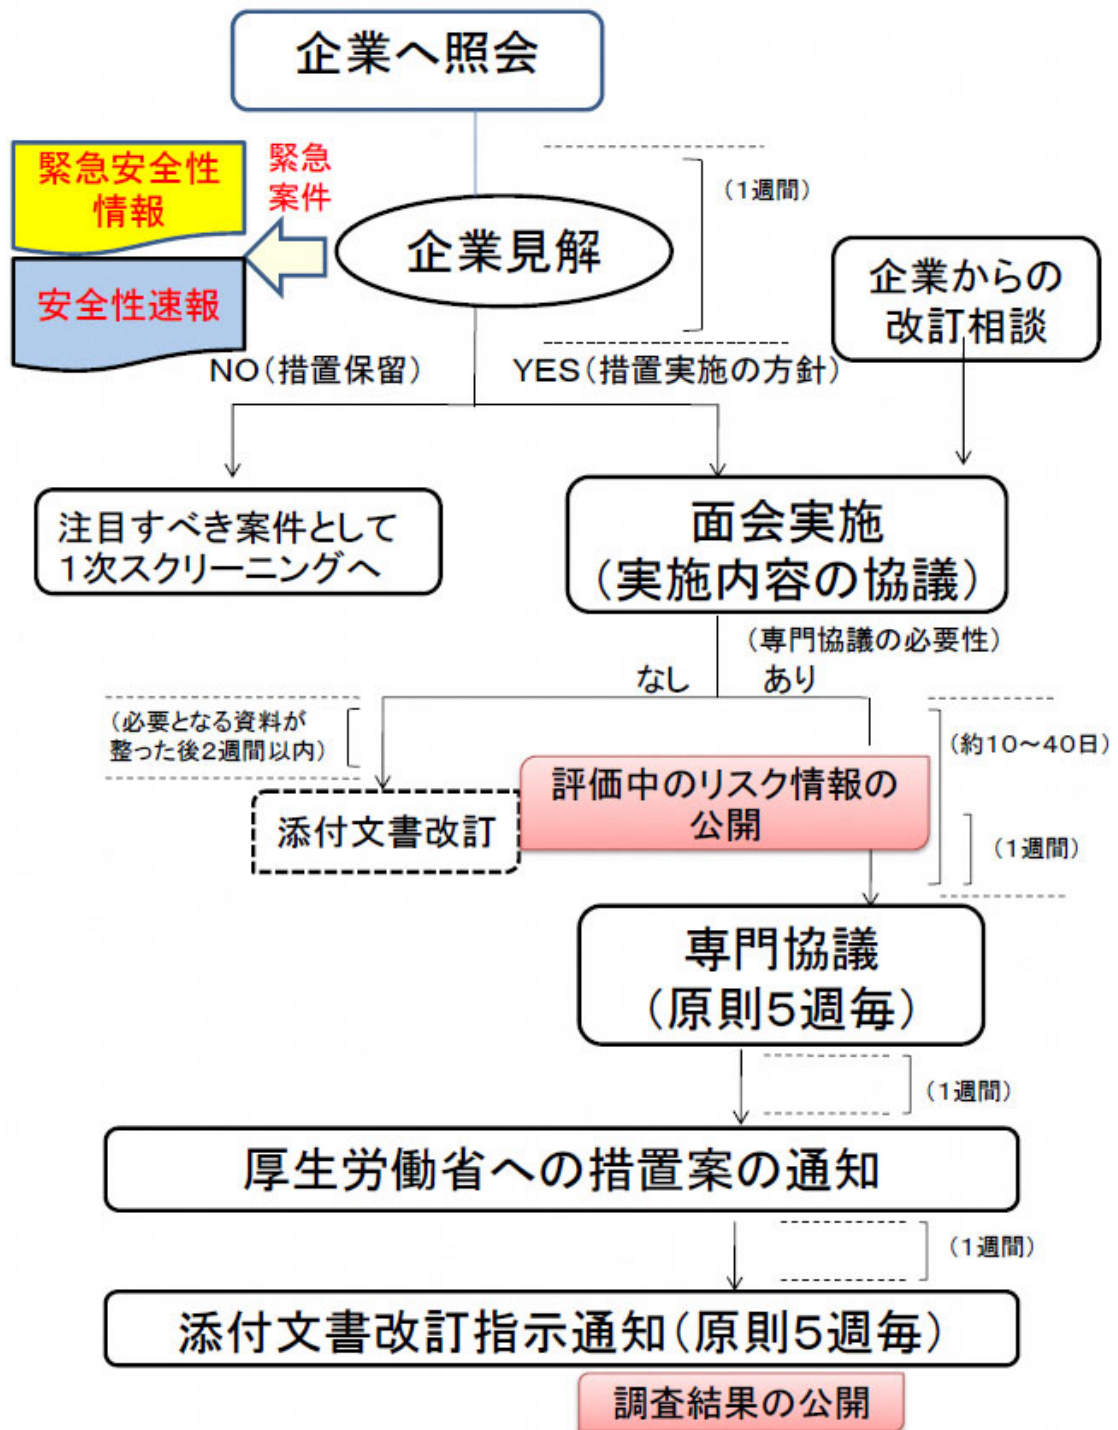 企業へ照会
緊急安全性
情報
緊急
案件
安全性速報
企業見解
(1週間)
企業からの
改訂相談
NO(措置保留)
YES(措置実施の方針)
注目すべき案件として
1次スクリーニングへ
面会実施
(実施内容の協議)
(専門協議の必要性)
なし
あり
(必要となる資料が
整った後2週間以内)
(約10～40日)
添付文書改訂
評価中のリスク情報の
公開
(1週間)
専門協議
(原則5週毎)
(1週間)
厚生労働省への措置案の通知
(1週間)
添付文書改訂指示通知(原則5週毎)
調査結果の公開